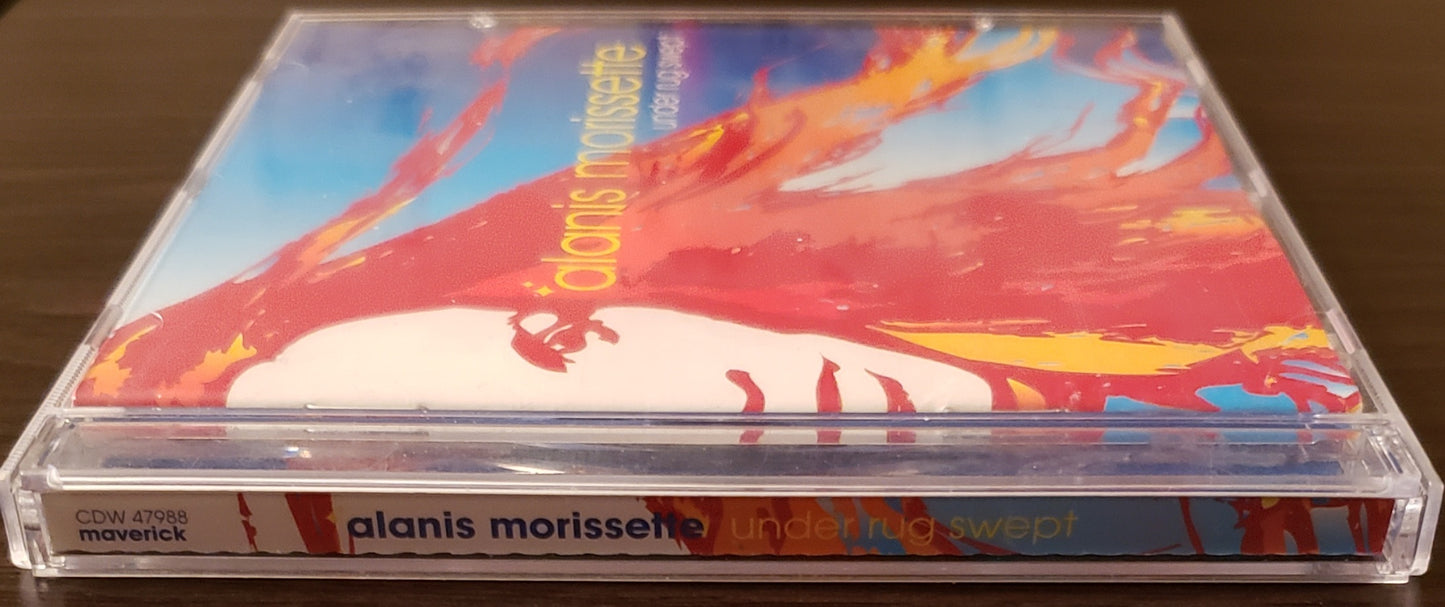 alanis morissette
under rug swept
CDW 47988
maverick
alanis morissette under rug swept